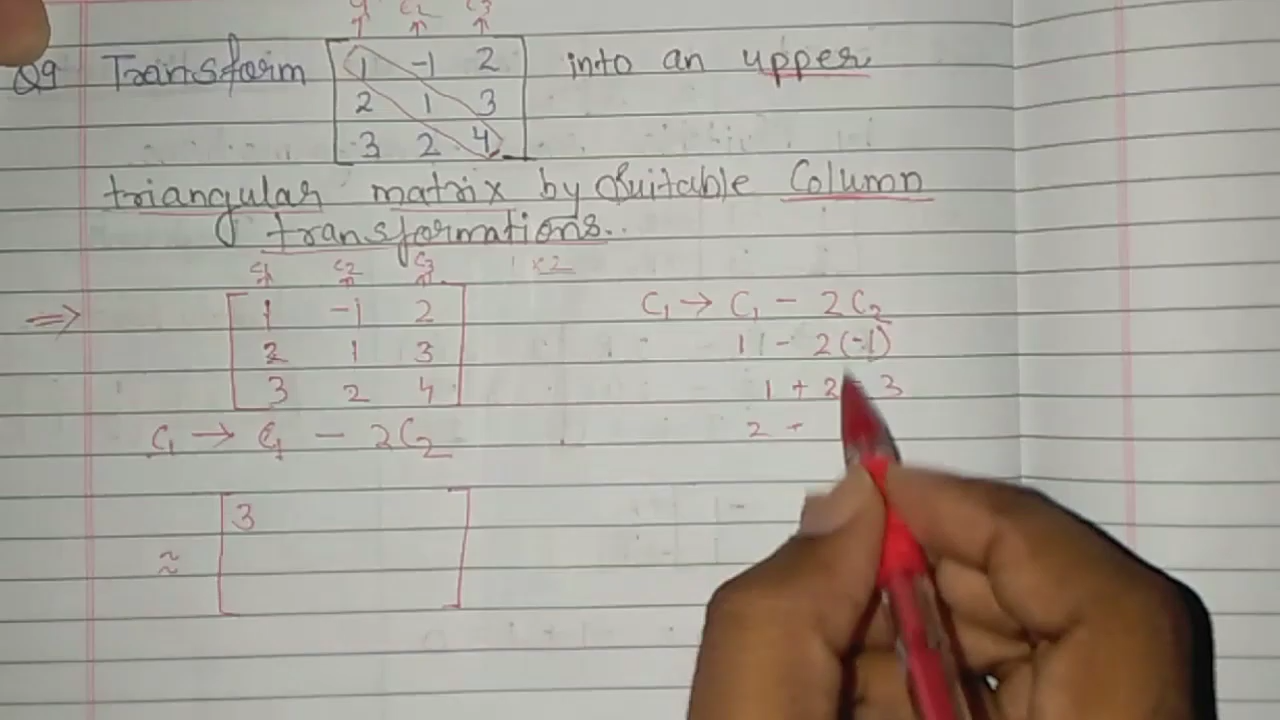 C₁ C₂ C₃
Q9 Transform [1 -1 2 into an upper
2 1 3
3 2 4]
triangular matrix by suitable Column
transformations.
C₁ C₂ C₃ 1×2
⇒ [1 -1 2
2 1 3
3 2 4]
C₁ → C₁ - 2C₂
≈ [3 ]
C₁ → C₁ - 2C₂
1 - 2(-1)
1 + 2 = 3
2 -